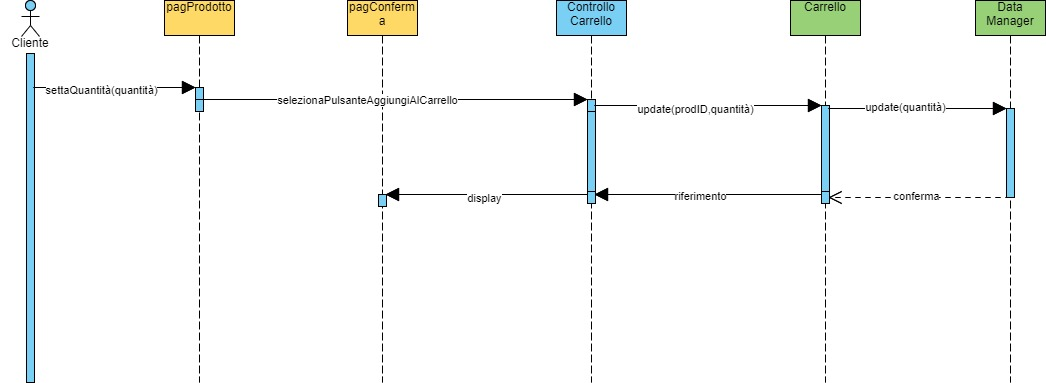 pagProdotto
pagConferm
a
Controllo
Carrello
Carrello
Data
Manager
Cliente
settaQuantità(quantità)
selezionaPulsanteAggiungiAlCarrello
update(prodID,quantità)
update(quantità)
display
riferimento
conferma